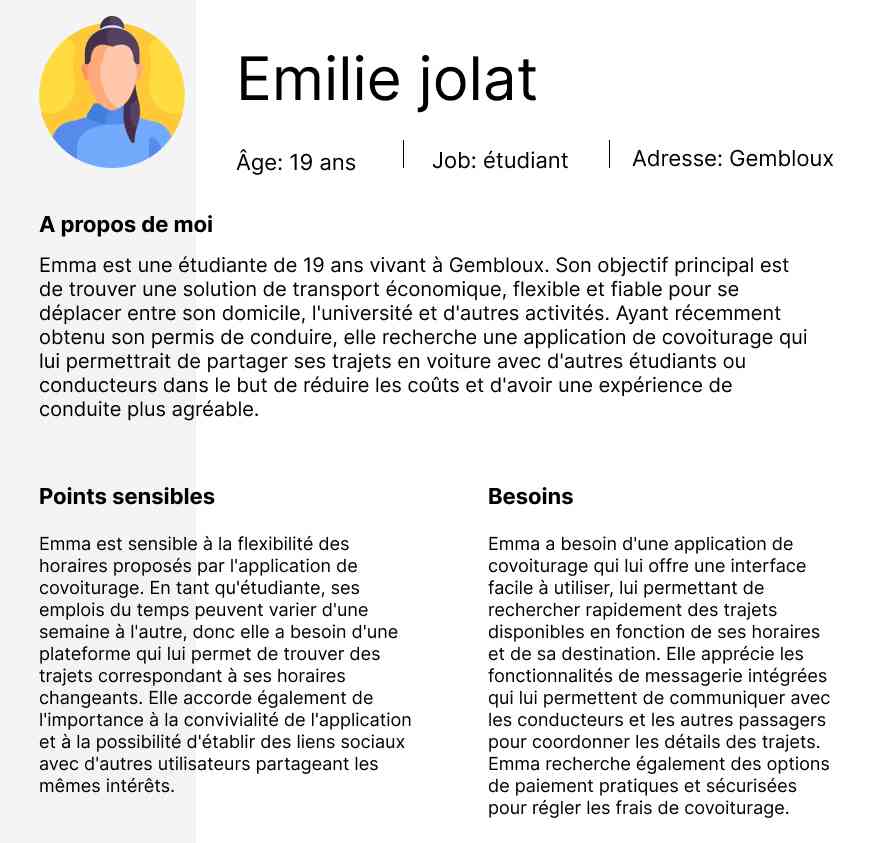 Emilie jolat
Âge: 19 ans
Job: étudiant
Adresse: Gembloux
A propos de moi
Emma est une étudiante de 19 ans vivant à Gembloux. Son objectif principal est
de trouver une solution de transport économique, flexible et fiable pour se
déplacer entre son domicile, l'université et d'autres activités. Ayant récemment
obtenu son permis de conduire, elle recherche une application de covoiturage qui
lui permettrait de partager ses trajets en voiture avec d'autres étudiants ou
conducteurs dans le but de réduire les coûts et d'avoir une expérience de
conduite plus agréable.
Points sensibles
Emma est sensible à la flexibilité des
horaires proposés par l'application de
covoiturage. En tant qu'étudiante, ses
emplois du temps peuvent varier d'une
semaine à l'autre, donc elle a besoin d'une
plateforme qui lui permet de trouver des
trajets correspondant à ses horaires
changeants. Elle accorde également de
l'importance à la convivialité de l'application
et à la possibilité d'établir des liens sociaux
avec d'autres utilisateurs partageant les
mêmes intérêts.
Besoins
Emma a besoin d'une application de
covoiturage qui lui offre une interface
facile à utiliser, lui permettant de
rechercher rapidement des trajets
disponibles en fonction de ses horaires
et de sa destination. Elle apprécie les
fonctionnalités de messagerie intégrées
qui lui permettent de communiquer avec
les conducteurs et les autres passagers
pour coordonner les détails des trajets.
Emma recherche également des options
de paiement pratiques et sécurisées
pour régler les frais de covoiturage.